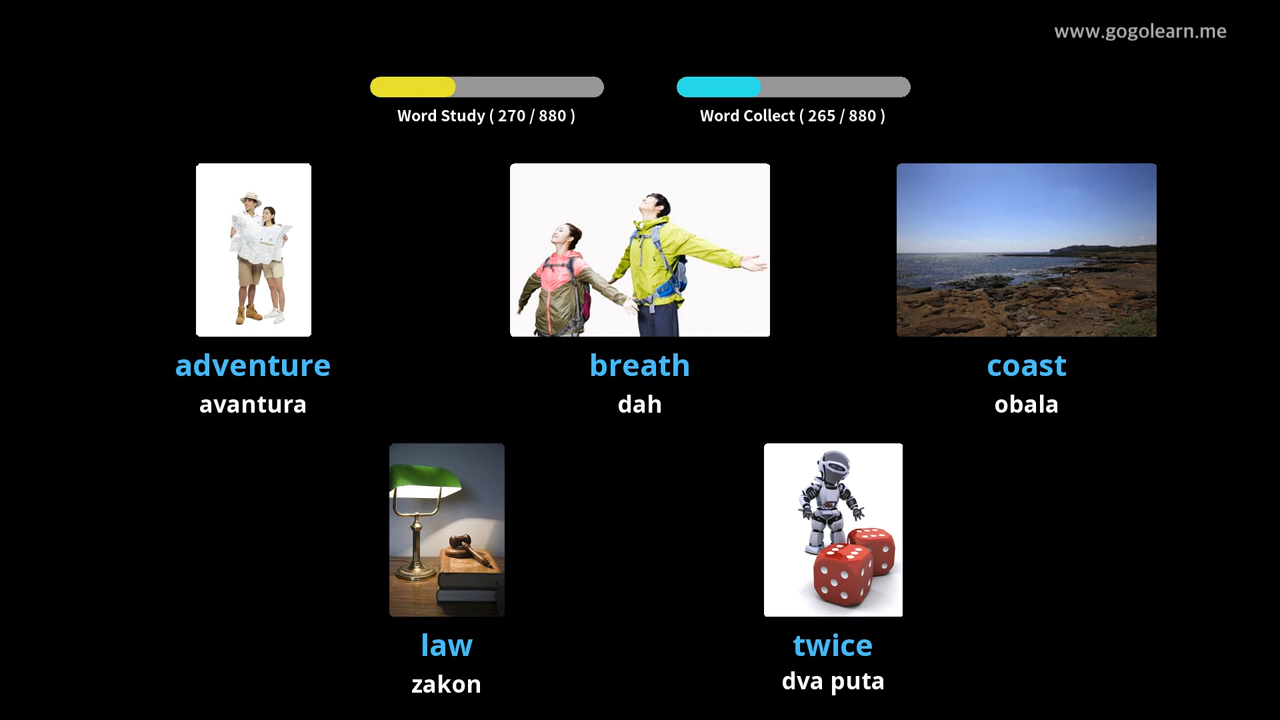 www.gogolearn.me
Word Study ( 270 / 880 )
Word Collect ( 265 / 880 )
adventure
avantura
breath
dah
coast
obala
law
zakon
twice
dva puta